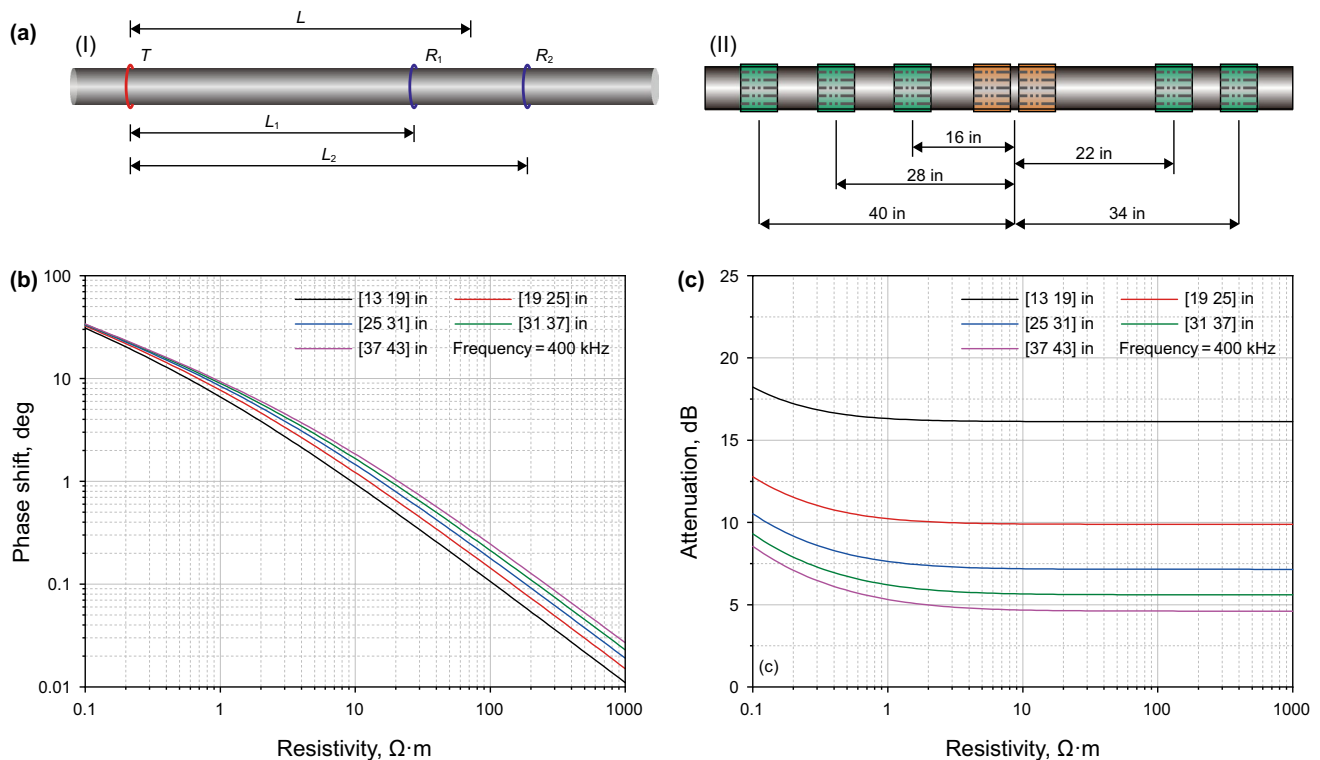 (a)
(I)
L
T
R1
R2
L1
L2
(II)
16 in
22 in
28 in
40 in
34 in
(b)
100
10
1
0.1
0.01
0.1
1
10
100
1000
Phase shift, deg
Resistivity, Ω·m
[13 19] in
[19 25] in
[25 31] in
[31 37] in
[37 43] in
Frequency = 400 kHz
(c)
25
20
15
10
5
0
0.1
1
10
100
1000
Attenuation, dB
Resistivity, Ω·m
[13 19] in
[19 25] in
[25 31] in
[31 37] in
[37 43] in
Frequency = 400 kHz
(c)